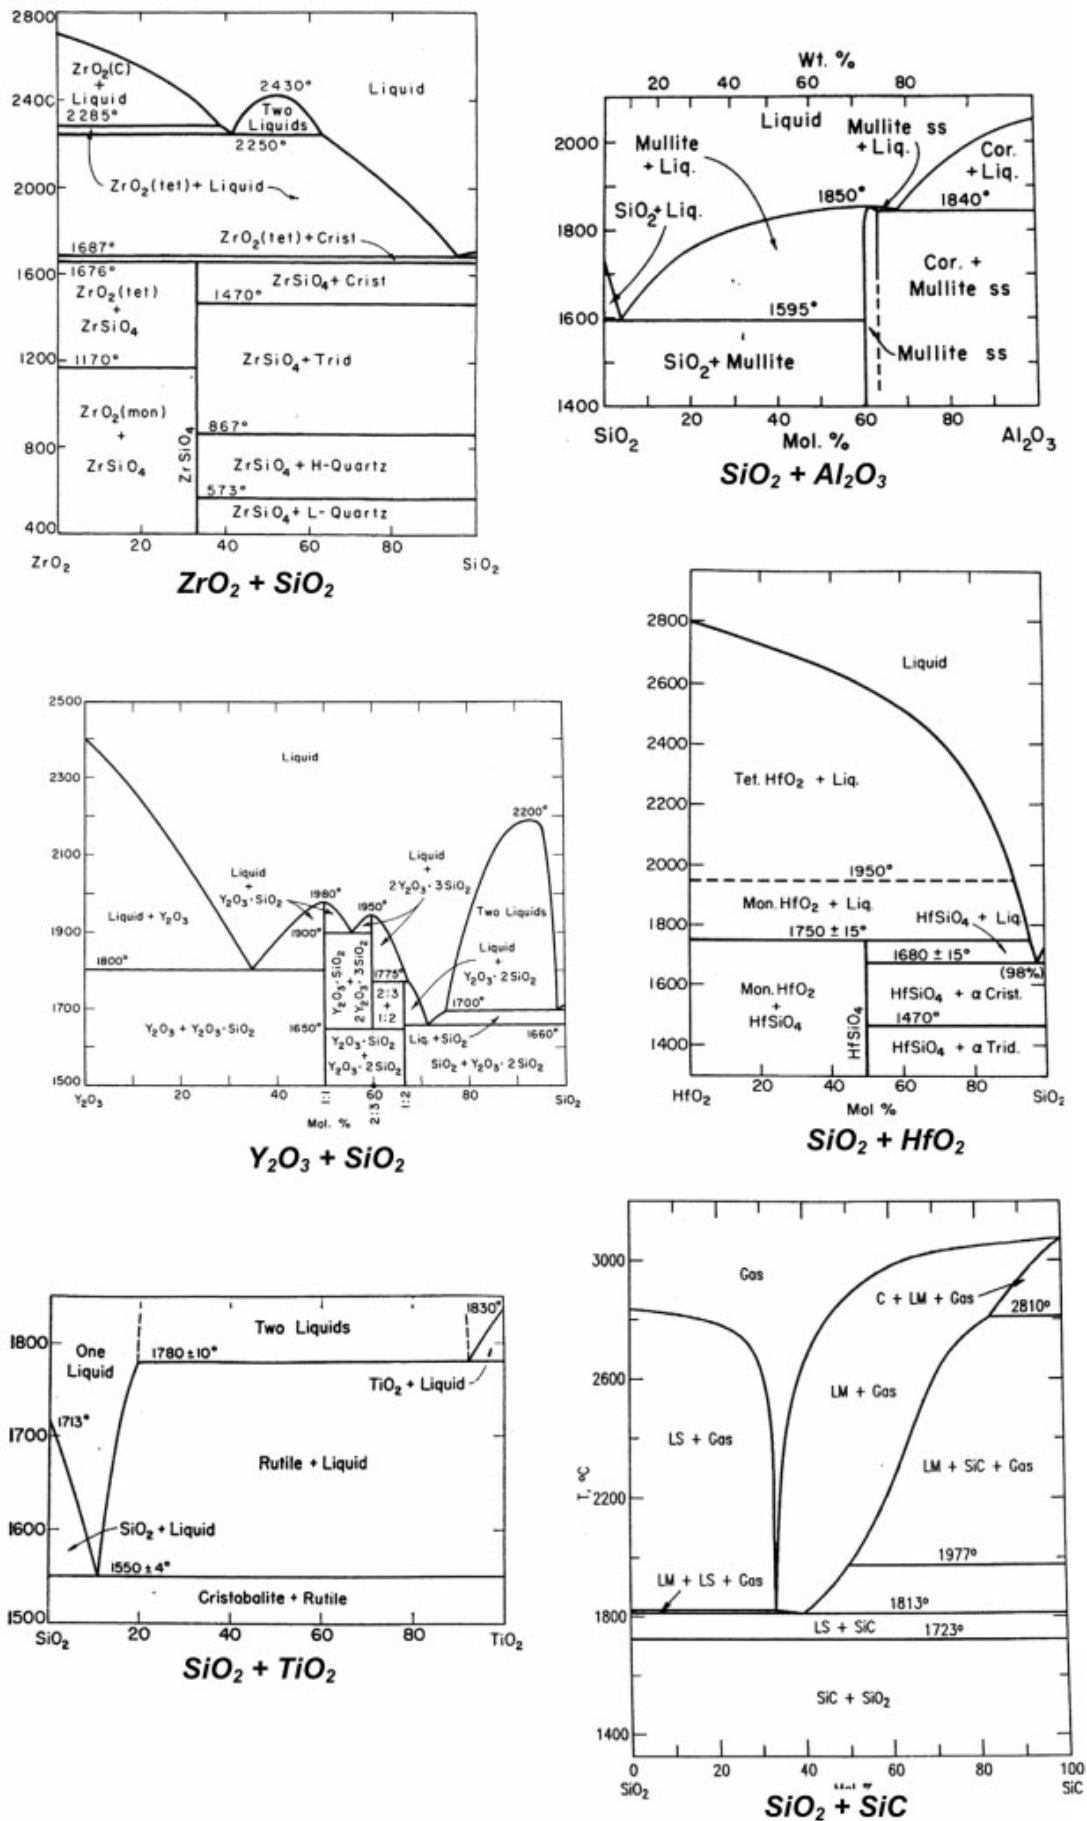 2800
2400
2000
1600
1200
800
400
ZrO₂(C)
+
Liquid
2285°
2430°
Two
Liquids
2250°
Liquid
ZrO₂(tet) + Liquid
ZrO₂(tet) + Crist
1687°
1676°
ZrO₂(tet)
+
ZrSiO₄
ZrSiO₄ + Crist
1470°
1170°
ZrSiO₄ + Trid
ZrO₂(mon)
+
ZrSiO₄
ZrSiO₄
867°
ZrSiO₄ + H-Quartz
573°
ZrSiO₄ + L-Quartz
ZrO₂
20
40
60
80
SiO₂
ZrO₂ + SiO₂
Wt. %
20
40
60
80
2000
1800
1600
1400
Liquid
Mullite
+ Liq.
Mullite ss
+ Liq.
Cor.
+ Liq.
SiO₂+Liq.
1850°
1840°
Cor. +
Mullite ss
1595°
SiO₂ + Mullite
Mullite ss
SiO₂
20
40
60
80
Al₂O₃
Mol. %
SiO₂ + Al₂O₃
2500
2300
2100
1900
1700
1500
Liquid
2200°
Liquid
+
Y₂O₃·SiO₂
Liquid
+
2Y₂O₃·3SiO₂
1980°
1950°
Liquid + Y₂O₃
1900°
Two Liquids
1800°
Y₂O₃·SiO₂
+
2Y₂O₃·3SiO₂
1775°
Liquid
+
Y₂O₃·2SiO₂
2:3
+
1:2
1700°
Y₂O₃ + Y₂O₃·SiO₂
1650°
Y₂O₃·SiO₂
+
Y₂O₃·2SiO₂
Liq. + SiO₂
1660°
SiO₂ + Y₂O₃·2SiO₂
Y₂O₃
20
40
1:1
60
2:3
1:2
80
SiO₂
Mol. %
Y₂O₃ + SiO₂
2800
2600
2400
2200
2000
1800
1600
1400
Liquid
Tet. HfO₂ + Liq.
1950°
Mon. HfO₂ + Liq.
HfSiO₄ + Liq.
1750 ± 15°
1680 ± 15°
(98%)
Mon. HfO₂
+
HfSiO₄
HfSiO₄
HfSiO₄ + α Crist.
1470°
HfSiO₄ + α Trid.
HfO₂
20
40
60
80
SiO₂
Mol %
SiO₂ + HfO₂
1800
1700
1600
1500
One
Liquid
Two Liquids
1830°
1780 ± 10°
TiO₂ + Liquid
1713°
Rutile + Liquid
SiO₂ + Liquid
1550 ± 4°
Cristobalite + Rutile
SiO₂
20
40
60
80
TiO₂
SiO₂ + TiO₂
3000
2600
2200
1800
1400
T, °C
Gas
C + LM + Gas
2810°
LM + Gas
LS + Gas
LM + SiC + Gas
1977°
LM + LS + Gas
1813°
LS + SiC
1723°
SiC + SiO₂
0
20
40
60
80
100
SiO₂
SiC
SiO₂ + SiC